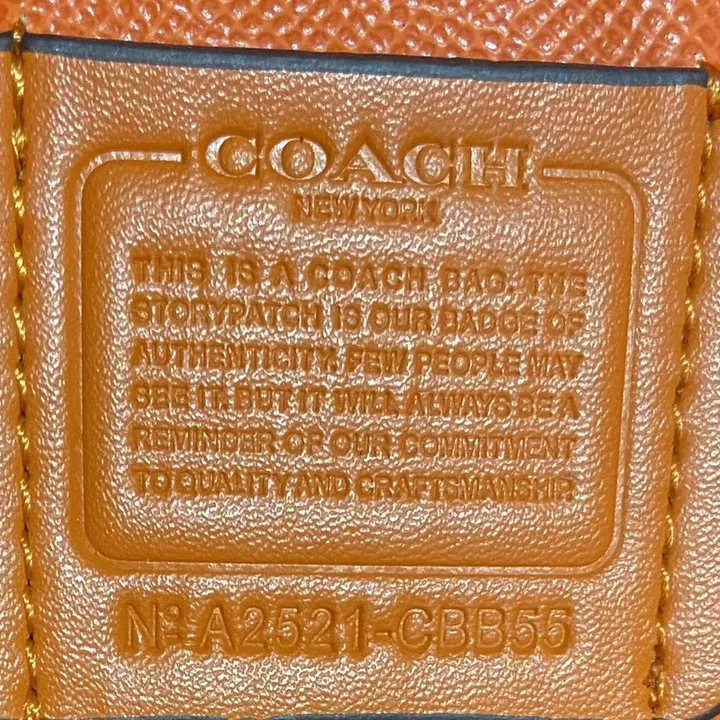 COACH
NEW YORK
THIS IS A COACH BAG. THE
STORYPATCH IS OUR BADGE OF
AUTHENTICITY. FEW PEOPLE MAY
SEE IT. BUT IT WILL ALWAYS BE A
REMINDER OF OUR COMMITMENT
TO QUALITY AND CRAFTSMANSHIP
Nº A2521-CBB55